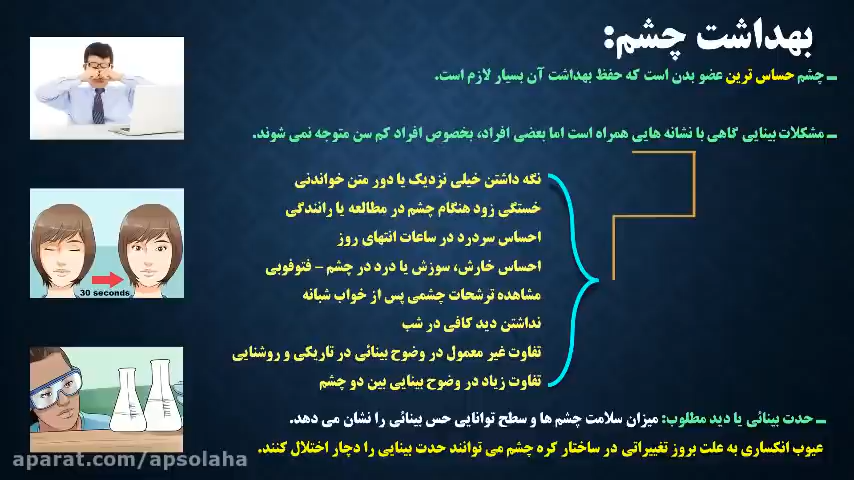 بهداشت چشم:
ـ چشم حساس ترین عضو بدن است که حفظ بهداشت آن بسیار لازم است.
ـ مشکلات بینایی گاهی با نشانه هایی همراه است اما بعضی افراد، بخصوص افراد کم سن متوجه نمی شوند.
نگه داشتن خیلی نزدیک یا دور متن خواندنی
خستگی زود هنگام چشم در مطالعه یا رانندگی
احساس سردرد در ساعات انتهای روز
احساس خارش، سوزش یا درد در چشم – فتوفوبی
مشاهده ترشحات چشمی پس از خواب شبانه
نداشتن دید کافی در شب
تفاوت غیر معمول در وضوح بینائی در تاریکی و روشنایی
تفاوت زیاد در وضوح بینایی بین دو چشم
ـ حدت بینائی یا دید مطلوب: میزان سلامت چشم ها و سطح توانایی حس بینائی را نشان می دهد.
عیوب انکساری به علت بروز تغییراتی در ساختار کره چشم می توانند حدت بینایی را دچار اختلال کنند.
30 seconds
aparat.com/apsolaha